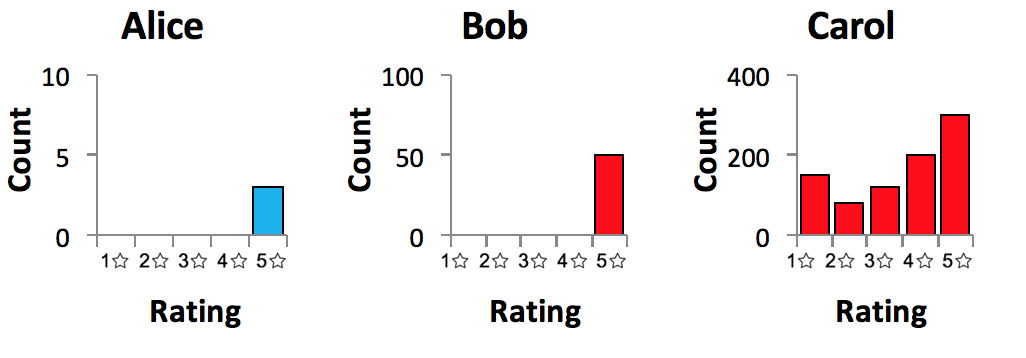 Alice
Count
10
5
0
1☆ 2☆ 3☆ 4☆ 5☆
Rating
Bob
Count
100
50
0
1☆ 2☆ 3☆ 4☆ 5☆
Rating
Carol
Count
400
200
0
1☆ 2☆ 3☆ 4☆ 5☆
Rating